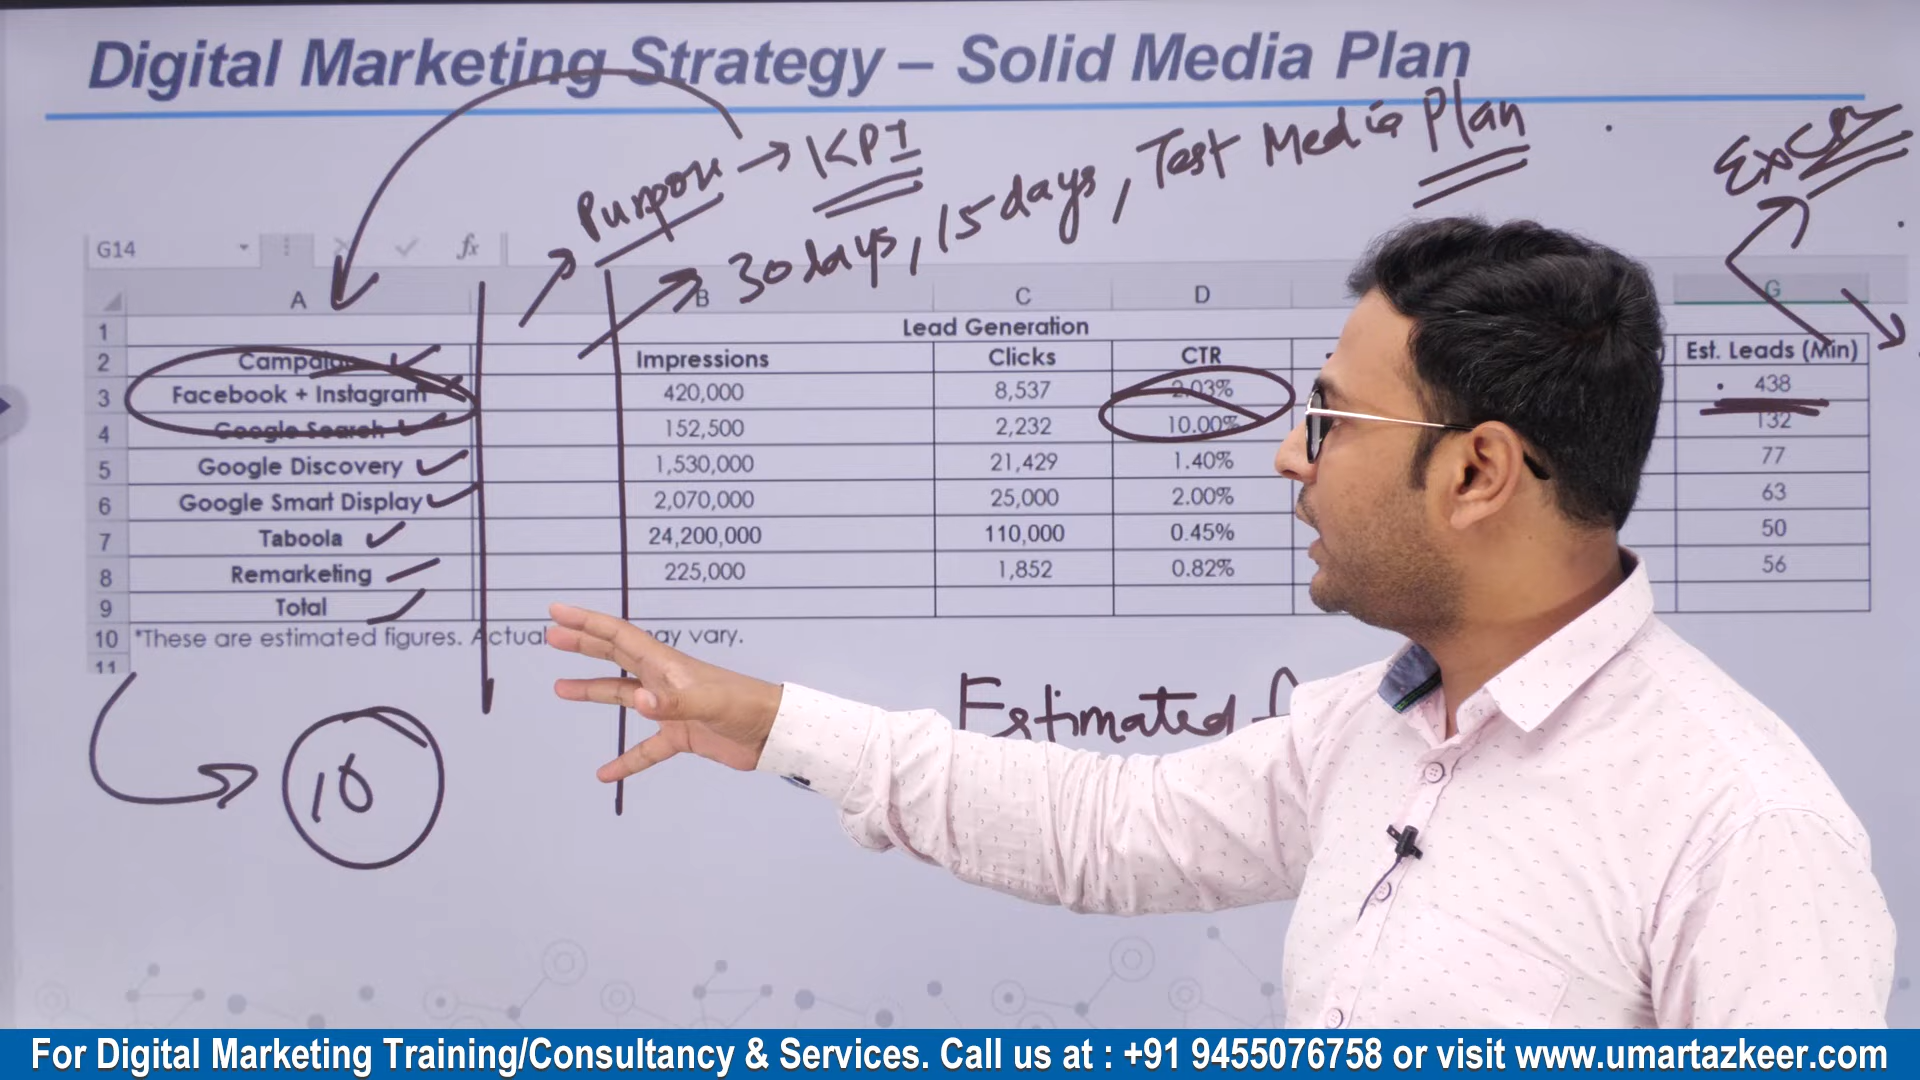 Digital Marketing Strategy – Solid Media Plan
Purpose → KPI
30 days, 15 days, Test Media Plan
G14 fx
A B C D G
1 Lead Generation
2 Impressions Clicks CTR Est. Leads (Min)
3 Facebook + Instagram 420,000 8,537 2.03% 438
4 Google Search 152,500 2,232 10.00% 132
5 Google Discovery 1,530,000 21,429 1.40% 77
6 Google Smart Display 2,070,000 25,000 2.00% 63
7 Taboola 24,200,000 110,000 0.45% 50
8 Remarketing 225,000 1,852 0.82% 56
9 Total
10 *These are estimated figures. Actual may vary.
11
Estimated
10
For Digital Marketing Training/Consultancy & Services. Call us at : +91 9455076758 or visit www.umartazkeer.com